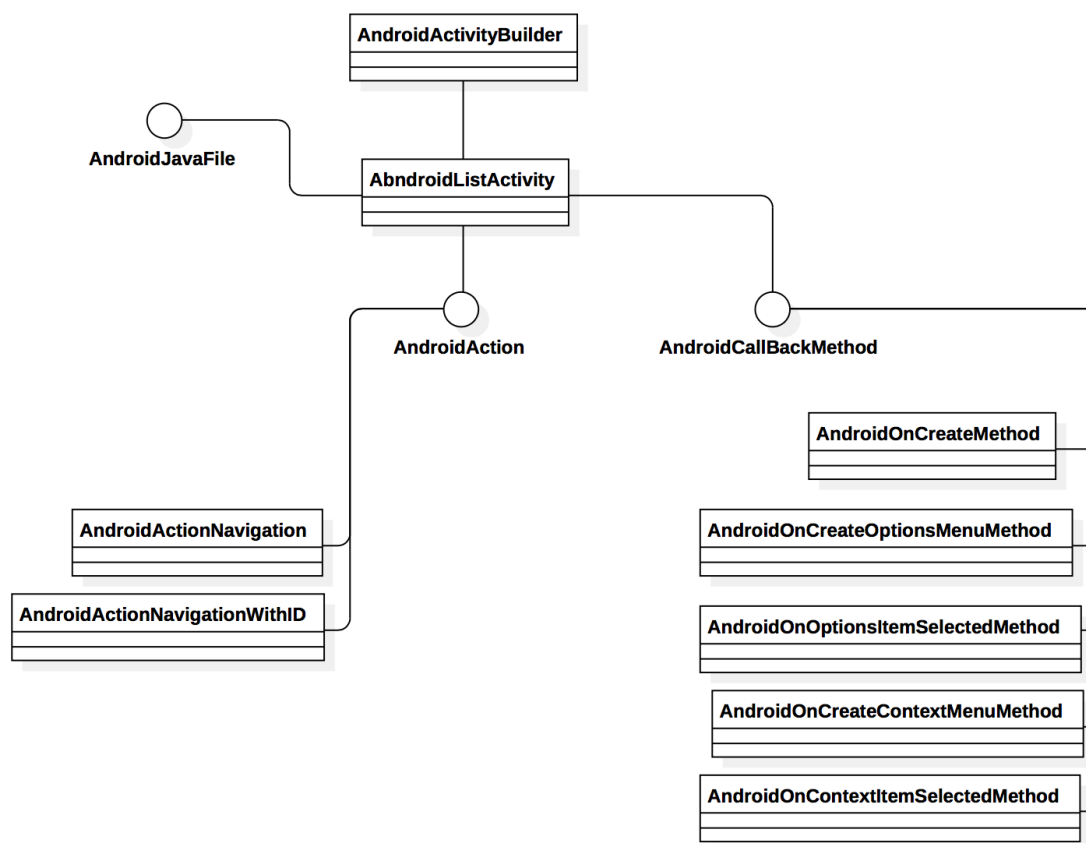 AndroidActivityBuilder
AndroidJavaFile
AbndroidListActivity
AndroidAction
AndroidCallBackMethod
AndroidOnCreateMethod
AndroidActionNavigation
AndroidOnCreateOptionsMenuMethod
AndroidActionNavigationWithID
AndroidOnOptionsItemSelectedMethod
AndroidOnCreateContextMenuMethod
AndroidOnContextItemSelectedMethod